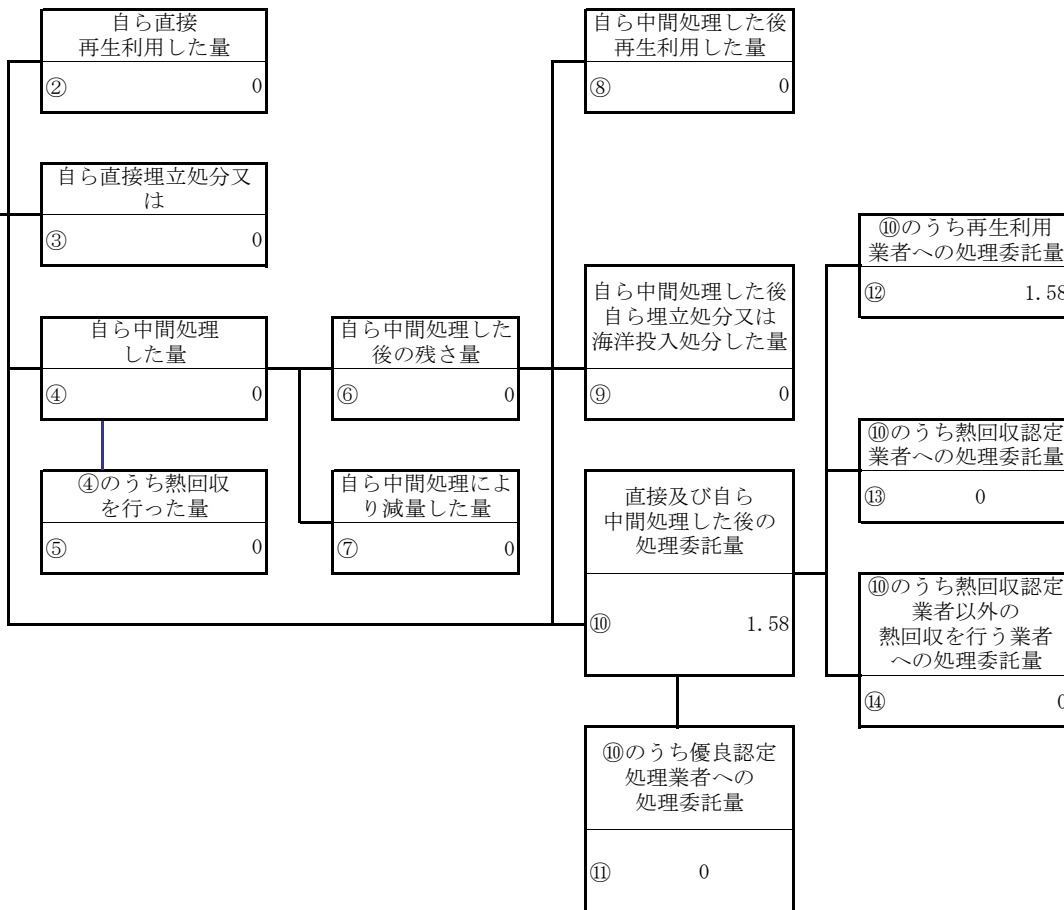 自ら直接
再生利用した量
② 0
自ら中間処理した後
再生利用した量
⑧ 0
自ら直接埋立処分又
は
③ 0
⑩のうち再生利用
業者への処理委託量
⑫ 1.58
自ら中間処理
した量
④ 0
自ら中間処理した
後の残さ量
⑥ 0
自ら中間処理した後
自ら埋立処分又は
海洋投入処分した量
⑨ 0
⑩のうち熱回収認定
業者への処理委託量
⑬ 0
④のうち熱回収
を行った量
⑤ 0
自ら中間処理によ
り減量した量
⑦ 0
直接及び自ら
中間処理した後の
処理委託量
⑩ 1.58
⑩のうち熱回収認定
業者以外の
熱回収を行う業者
への処理委託量
⑭ 0
⑩のうち優良認定
処理業者への
処理委託量
⑪ 0